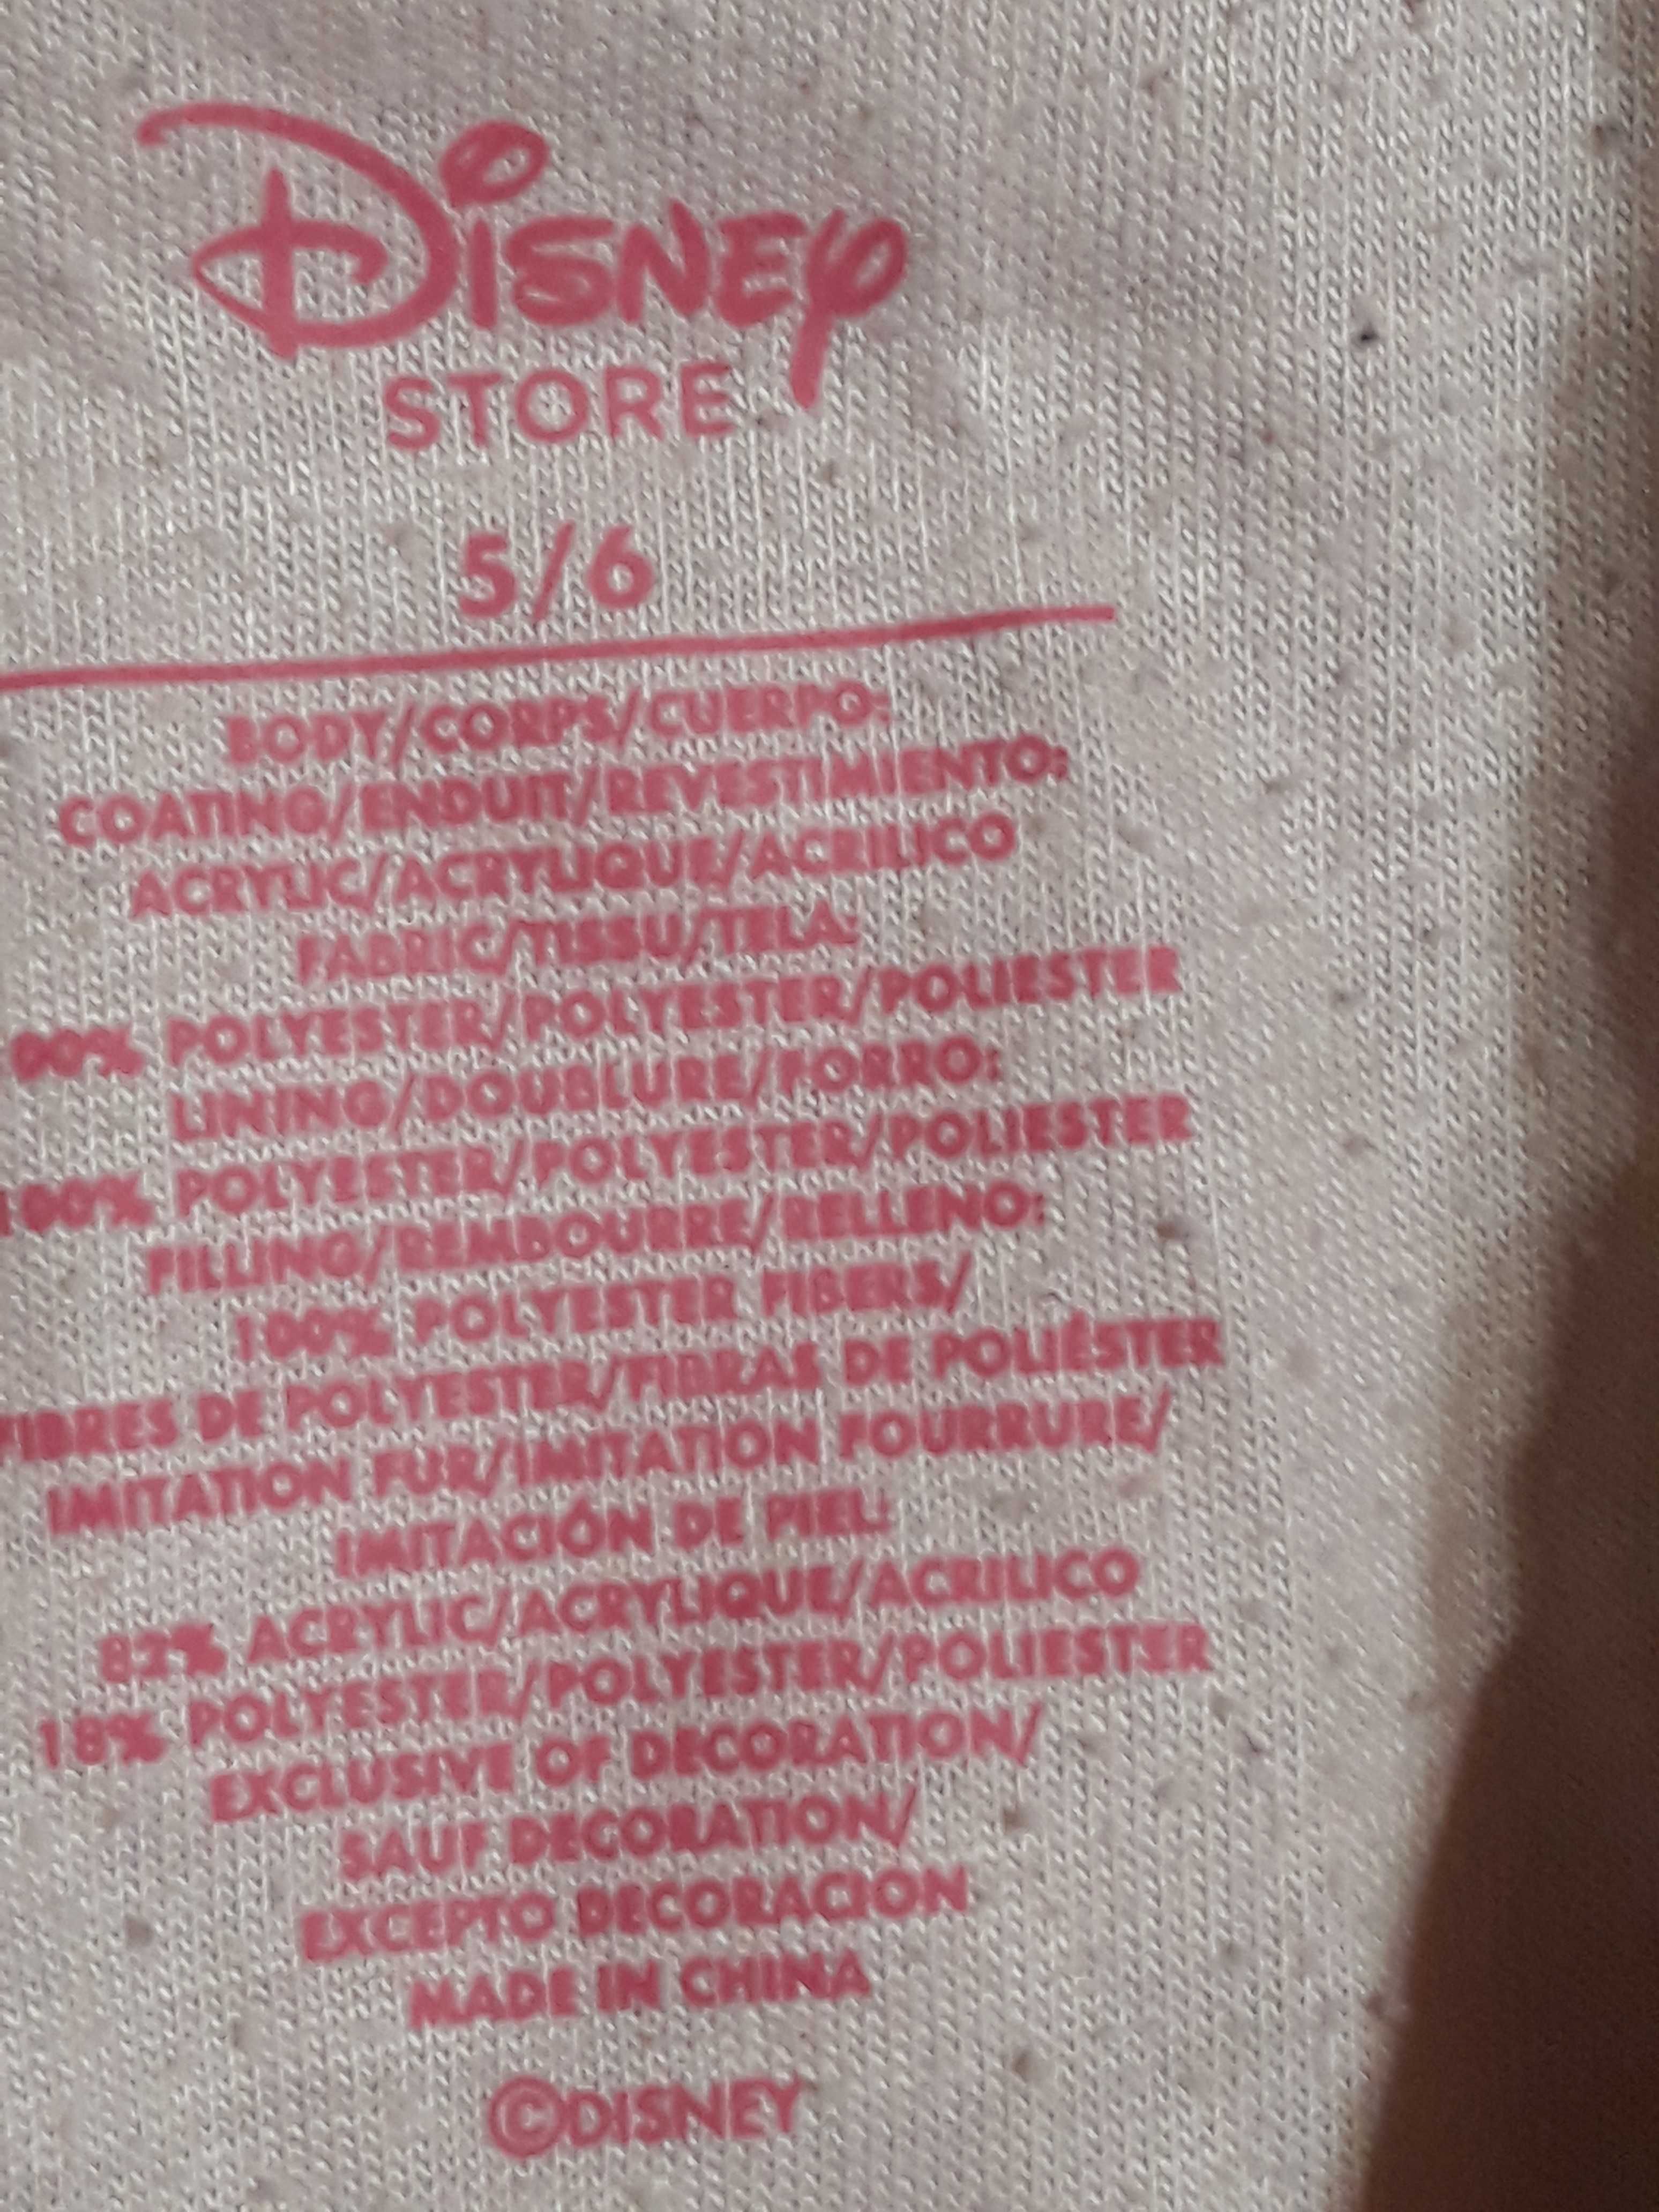 Disney
STORE
5/6
BODY/CORPS/CUERPO:
COATING/ENDUIT/REVESTIMIENTO:
ACRYLIC/ACRYLIQUE/ACRILICO
FABRIC/TISSU/TELA:
00% POLYESTER/POLYESTER/POLIESTER
LINING/DOUBLURE/FORRO:
100% POLYESTER/POLYESTER/POLIESTER
FILLING/REMBOURRE/RELLENO:
100% POLYESTER FIBERS/
FIBRES DE POLYESTER/FIBRAS DE POLIÉSTER
IMITATION FUR/IMITATION FOURRURE/
IMITACIÓN DE PIEL:
82% ACRYLIC/ACRYLIQUE/ACRILICO
18% POLYESTER/POLYESTER/POLIESTER
EXCLUSIVE OF DECORATION/
SAUF DECORATION/
EXCEPTO DECORACION
MADE IN CHINA
©DISNEY